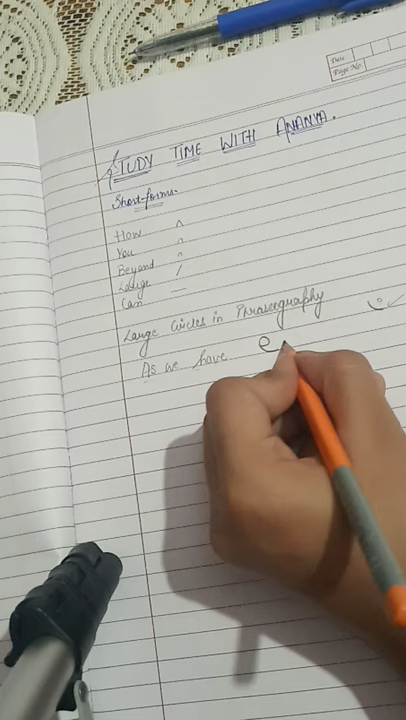 Date
Page No.
STUDY TIME WITH ANANYA.
Short-forms.
How
You
Beyond
Large
Can
Large Circles in Phraseography
As we have